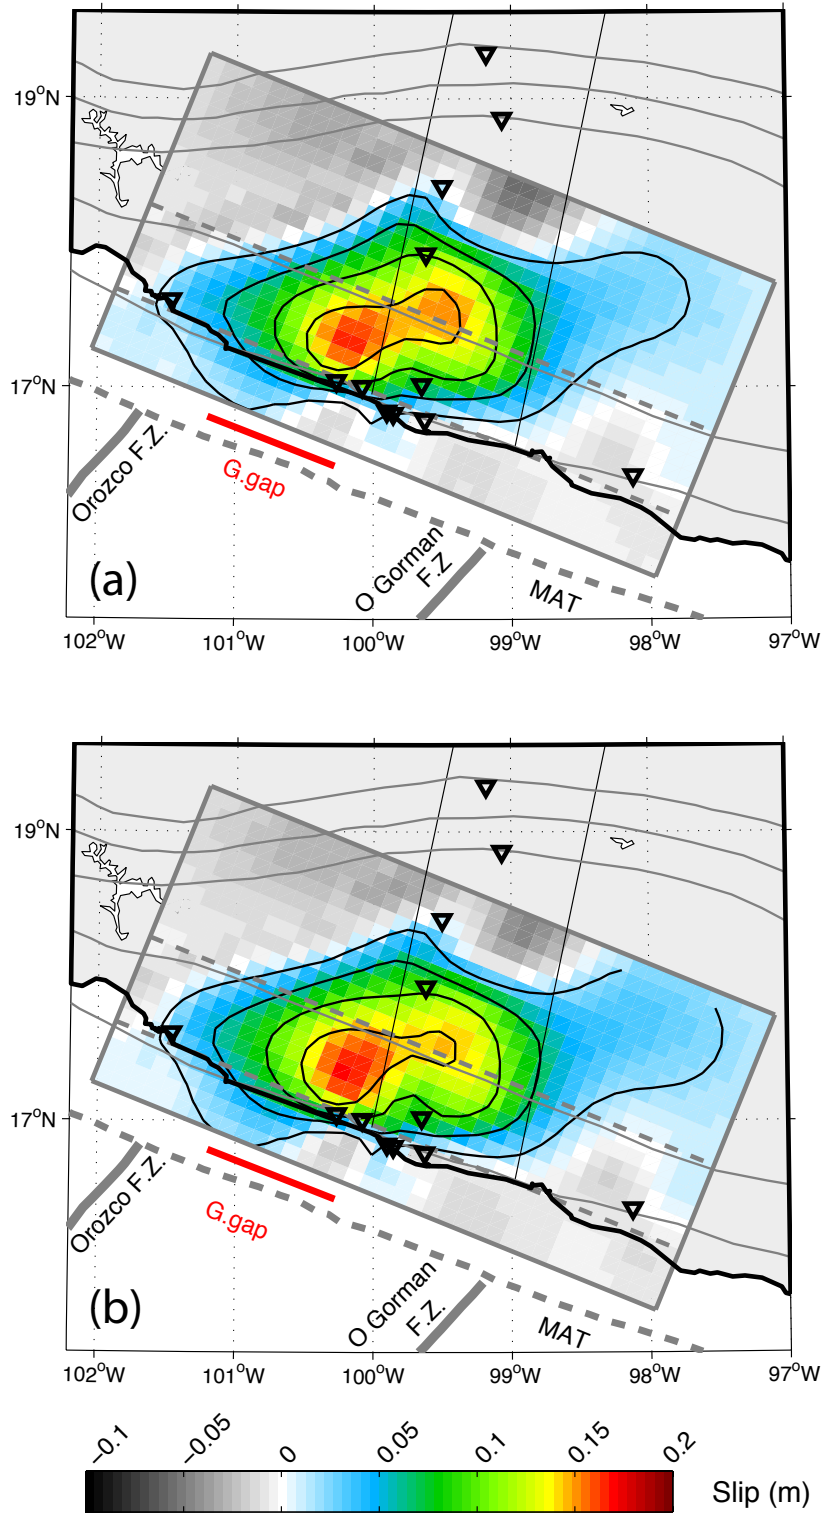 19°N
17°N
Orozco F.Z.
G.gap
(a)
O Gorman
F.Z
MAT
102°W 101°W 100°W 99°W 98°W 97°W
19°N
17°N
Orozco F.Z.
G.gap
(b)
O Gorman
F.Z.
MAT
102°W 101°W 100°W 99°W 98°W 97°W
−0.1 −0.05 0 0.05 0.1 0.15 0.2
Slip (m)